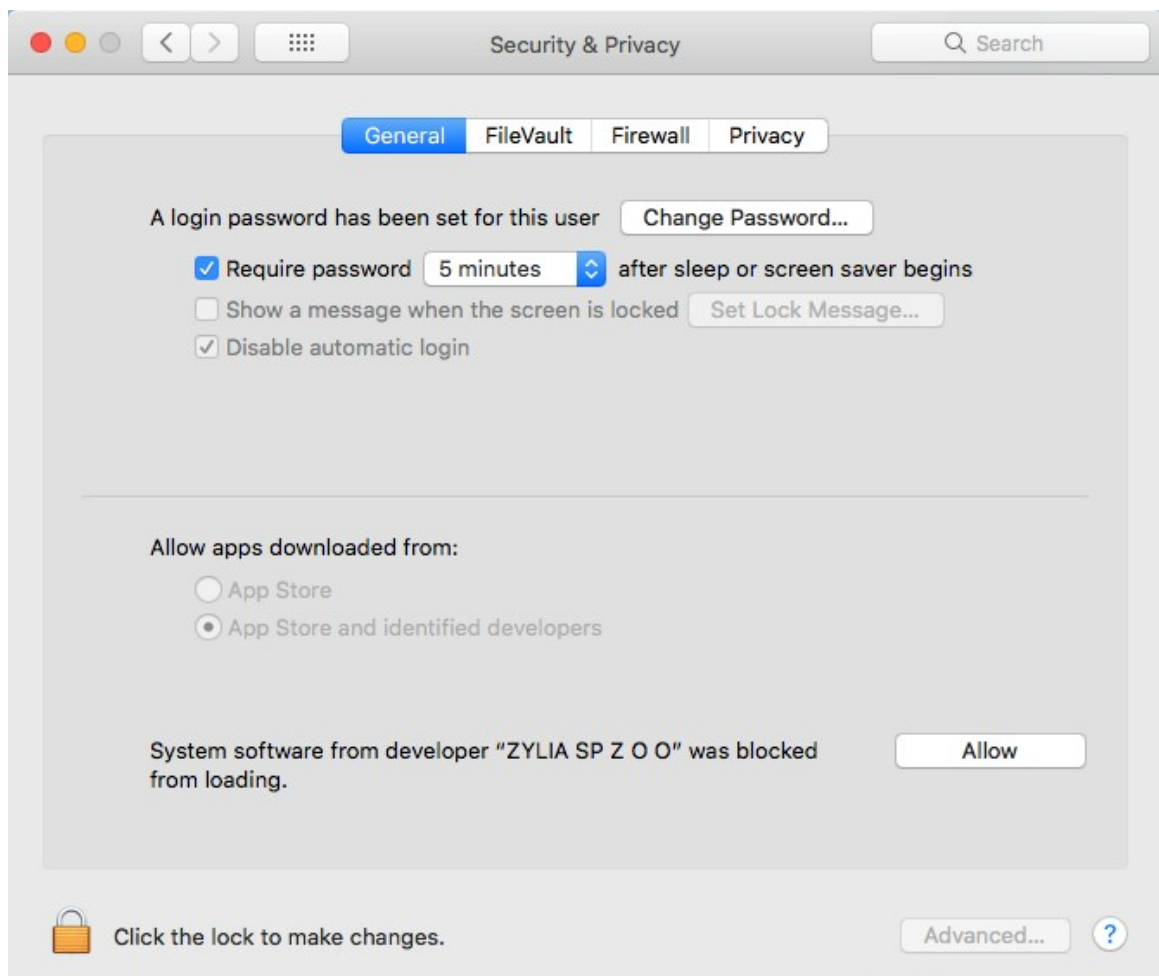 Security & Privacy
Search
General FileVault Firewall Privacy
A login password has been set for this user Change Password...
Require password 5 minutes after sleep or screen saver begins
Show a message when the screen is locked Set Lock Message...
Disable automatic login
Allow apps downloaded from:
App Store
App Store and identified developers
System software from developer “ZYLIA SP Z O O” was blocked Allow
from loading.
Click the lock to make changes. Advanced... ?